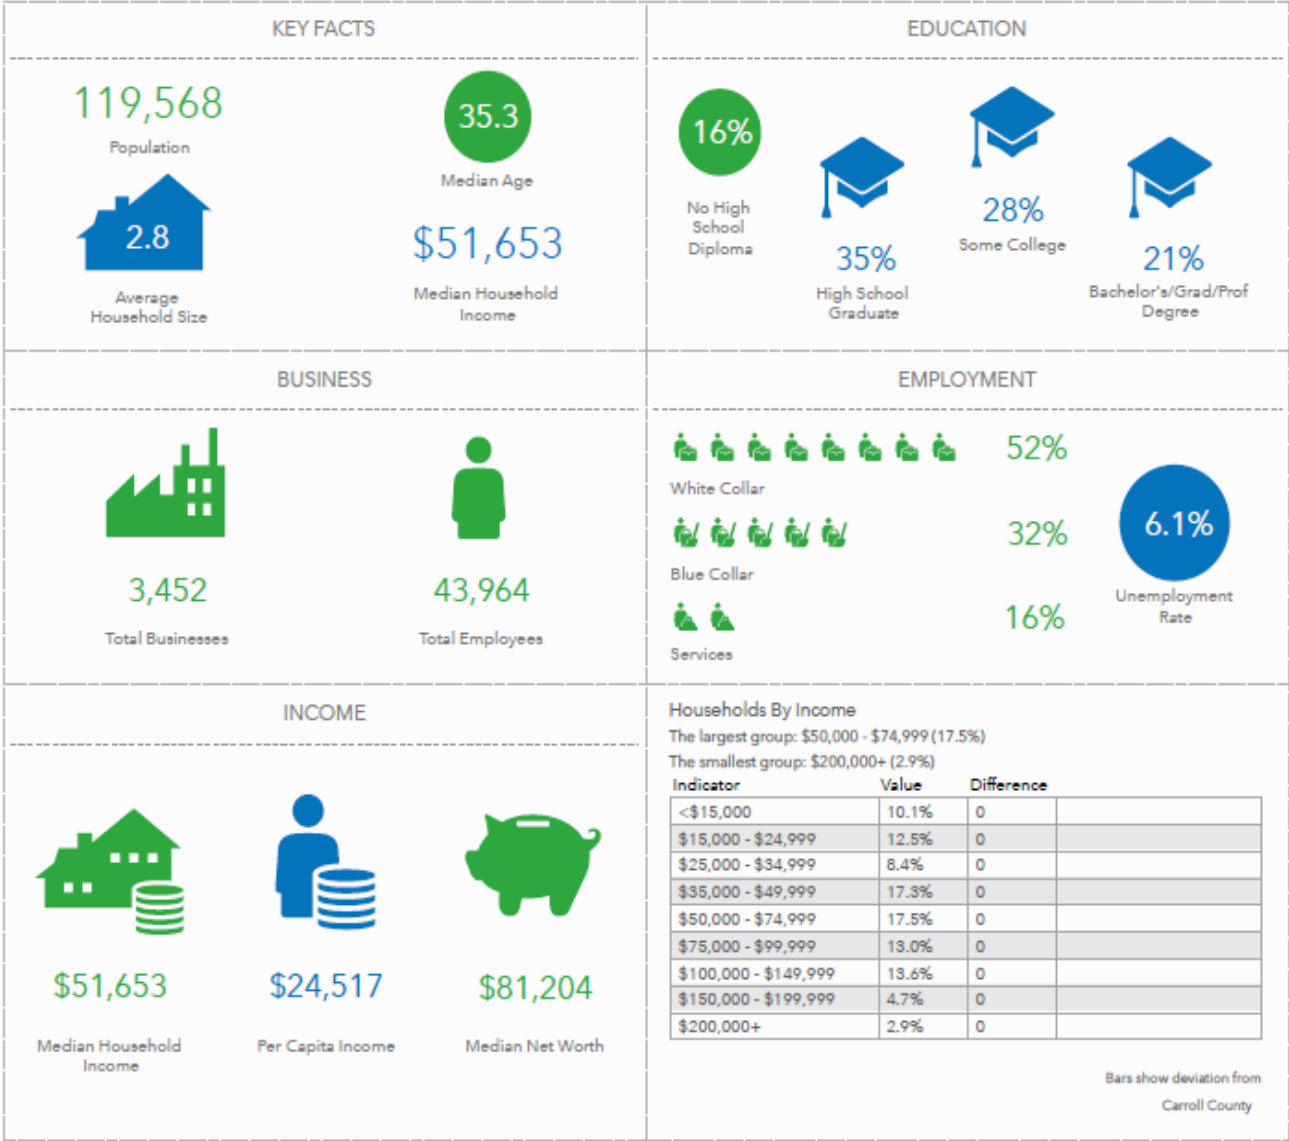 KEY FACTS
119,568
Population
35.3
Median Age
2.8
Average
Household Size
$51,653
Median Household
Income
EDUCATION
16%
No High
School
Diploma
35%
High School
Graduate
28%
Some College
21%
Bachelor's/Grad/Prof
Degree
BUSINESS
3,452
Total Businesses
43,964
Total Employees
EMPLOYMENT
52%
White Collar
32%
Blue Collar
16%
Services
6.1%
Unemployment
Rate
INCOME
$51,653
Median Household
Income
$24,517
Per Capita Income
$81,204
Median Net Worth
Households By Income
The largest group: $50,000 - $74,999 (17.5%)
The smallest group: $200,000+ (2.9%)
Indicator Value Difference
<$15,000 10.1% 0
$15,000 - $24,999 12.5% 0
$25,000 - $34,999 8.4% 0
$35,000 - $49,999 17.3% 0
$50,000 - $74,999 17.5% 0
$75,000 - $99,999 13.0% 0
$100,000 - $149,999 13.6% 0
$150,000 - $199,999 4.7% 0
$200,000+ 2.9% 0
Bars show deviation from
Carroll County